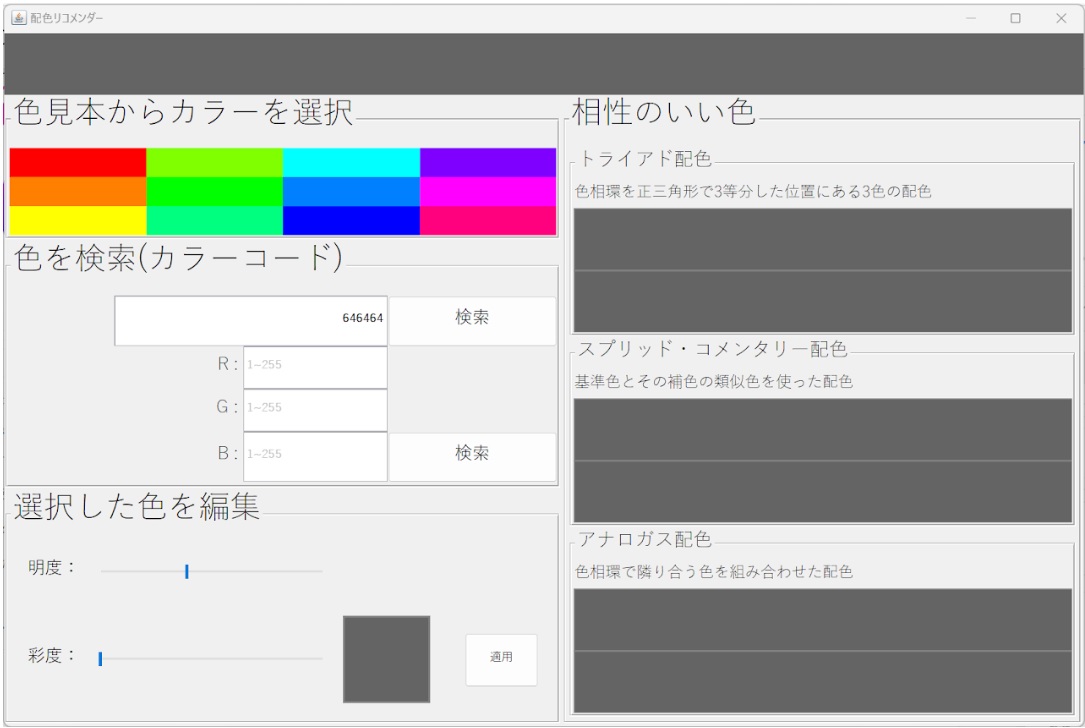 配色リコメンダー
色見本からカラーを選択
色を検索(カラーコード)
646464
検索
R :
1~255
G :
1~255
B :
1~255
検索
選択した色を編集
明度：
彩度：
適用
相性のいい色
トライアド配色
色相環を正三角形で3等分した位置にある3色の配色
スプリッド・コメンタリー配色
基準色とその補色の類似色を使った配色
アナロガス配色
色相環で隣り合う色を組み合わせた配色